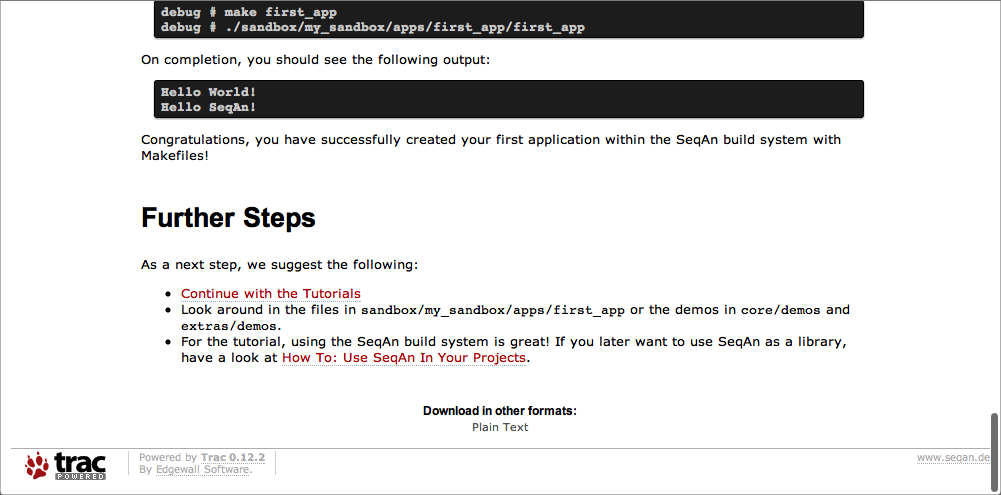 debug # make first_app
debug # ./sandbox/my_sandbox/apps/first_app/first_app
On completion, you should see the following output:
Hello World!
Hello SeqAn!
Congratulations, you have successfully created your first application within the SeqAn build system with
Makefiles!
Further Steps
As a next step, we suggest the following:
• Continue with the Tutorials
• Look around in the files in sandbox/my_sandbox/apps/first_app or the demos in core/demos and
extras/demos.
• For the tutorial, using the SeqAn build system is great! If you later want to use SeqAn as a library,
have a look at How To: Use SeqAn In Your Projects.
Download in other formats:
Plain Text
trac
POWERED
Powered by Trac 0.12.2
By Edgewall Software.
www.seqan.de